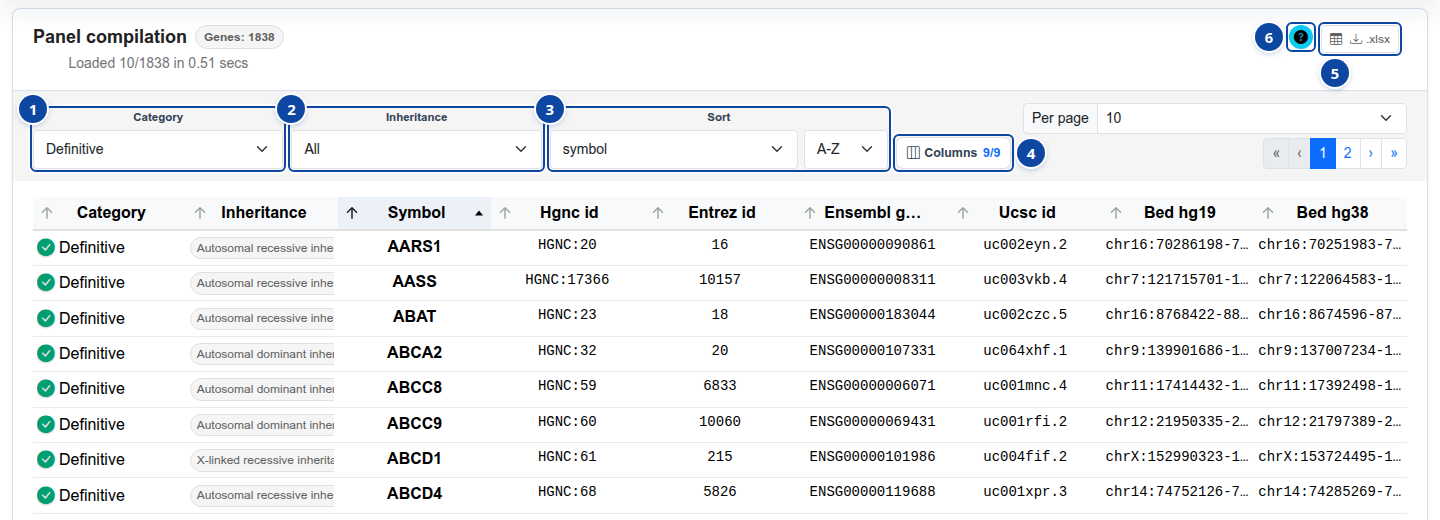 Panel compilation Genes: 1838 6 ? .xlsx
Loaded 10/1838 in 0.51 secs 5
1 Category 2 Inheritance 3 Sort Per page 10
Definitive All symbol A-Z Columns 9/9 4 « ‹ 1 2 › »
Category Inheritance Symbol Hgnc id Entrez id Ensembl g… Ucsc id Bed hg19 Bed hg38
Definitive Autosomal recessive inhe AARS1 HGNC:20 16 ENSG00000090861 uc002eyn.2 chr16:70286198-7… chr16:70251983-7…
Definitive Autosomal recessive inhe AASS HGNC:17366 10157 ENSG00000008311 uc003vkb.4 chr7:121715701-1… chr7:122064583-1…
Definitive Autosomal recessive inhe ABAT HGNC:23 18 ENSG00000183044 uc002czc.5 chr16:8768422-88… chr16:8674596-87…
Definitive Autosomal dominant inher ABCA2 HGNC:32 20 ENSG00000107331 uc064xhf.1 chr9:139901686-1… chr9:137007234-1…
Definitive Autosomal dominant inher ABCC8 HGNC:59 6833 ENSG00000006071 uc001mnc.4 chr11:17414432-1… chr11:17392498-1…
Definitive Autosomal dominant inher ABCC9 HGNC:60 10060 ENSG00000069431 uc001rfi.2 chr12:21950335-2… chr12:21797389-2…
Definitive X-linked recessive inherita ABCD1 HGNC:61 215 ENSG00000101986 uc004fif.2 chrX:152990323-1… chrX:153724495-1…
Definitive Autosomal recessive inhe ABCD4 HGNC:68 5826 ENSG00000119688 uc001xpr.3 chr14:74752126-7… chr14:74285269-7…